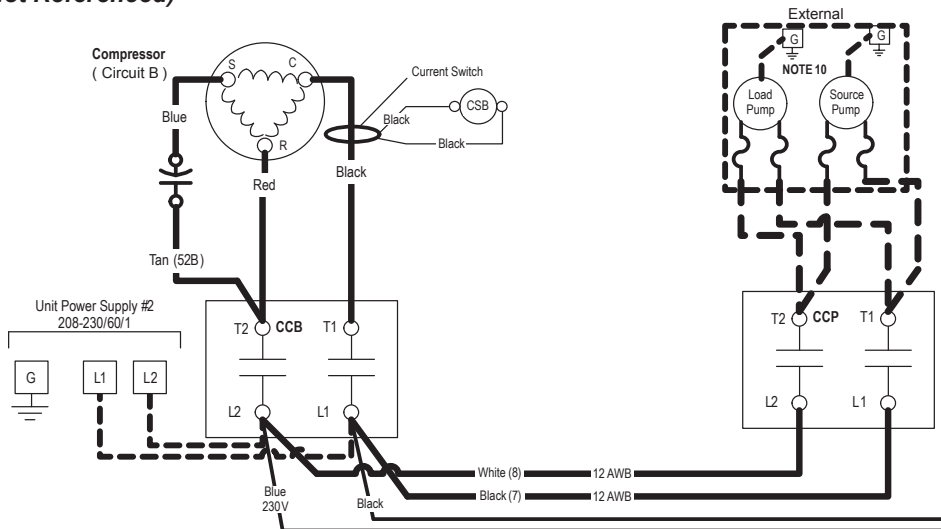 External
Compressor
( Circuit B )
S
C
R
Current Switch
CSB
Black
Black
Blue
Red
Black
G
G
NOTE 10
Load
Pump
Source
Pump
Tan (52B)
Unit Power Supply #2
208-230/60/1
G
L1
L2
T2
CCB
T1
L2
L1
T2
CCP
T1
L2
L1
White (8)
12 AWB
Black (7)
12 AWB
Blue
230V
Black